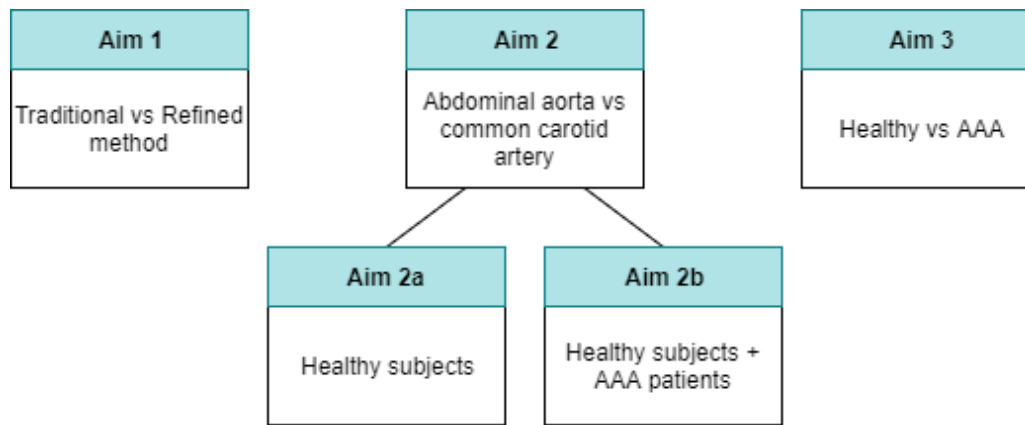 Aim 1
Traditional vs Refined
method
Aim 2
Abdominal aorta vs
common carotid
artery
Aim 3
Healthy vs AAA
Aim 2a
Healthy subjects
Aim 2b
Healthy subjects +
AAA patients